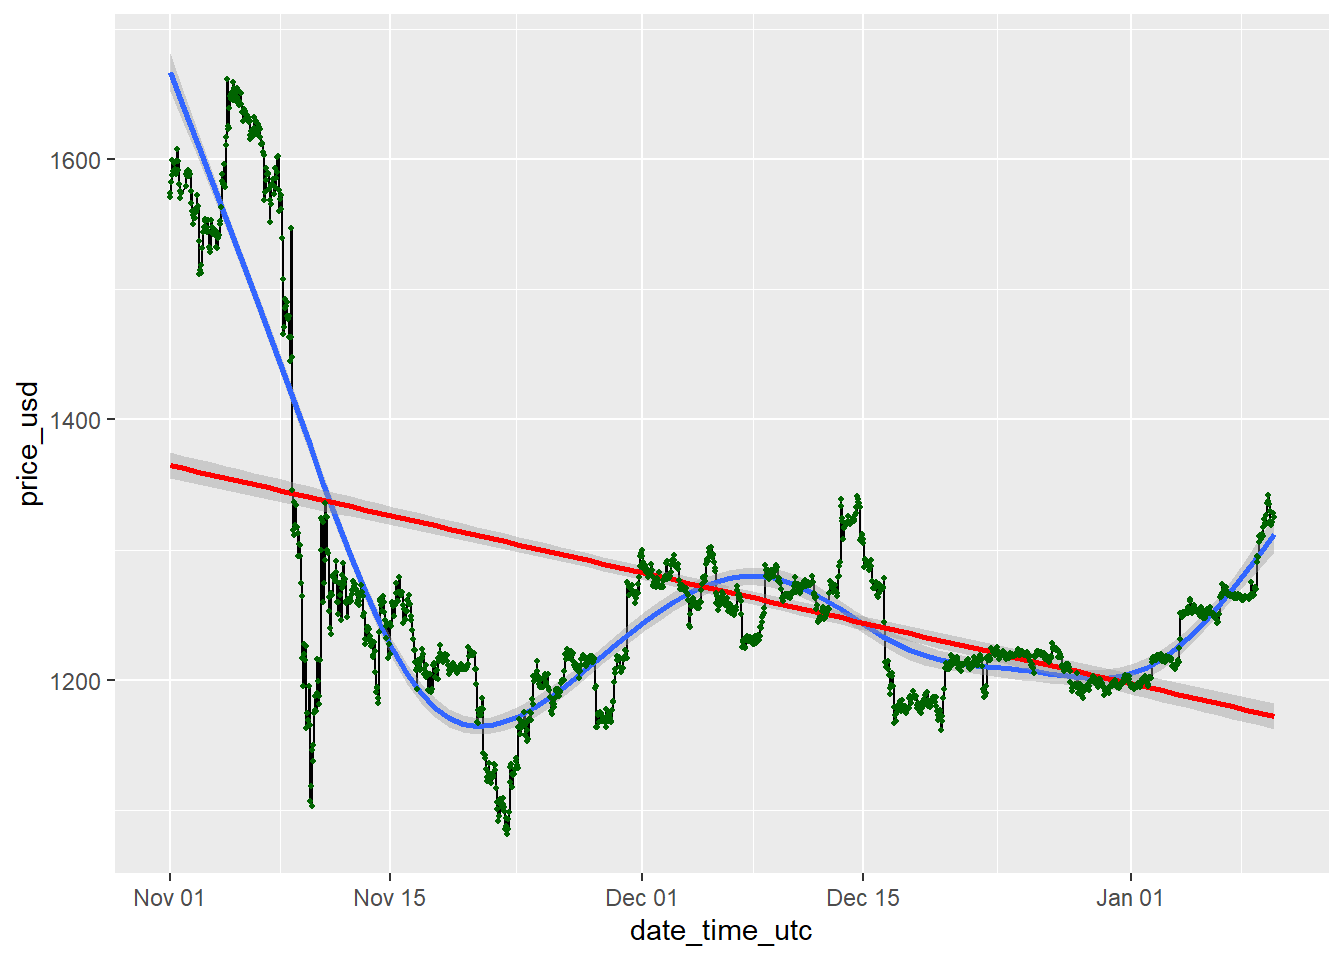 price_usd
1600
1400
1200
Nov 01
Nov 15
Dec 01
Dec 15
Jan 01
date_time_utc